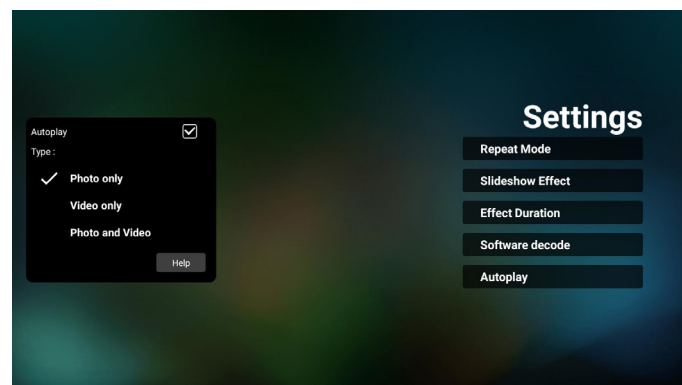 Autoplay
Type :
Photo only
Video only
Photo and Video
Help
Settings
Repeat Mode
Slideshow Effect
Effect Duration
Software decode
Autoplay